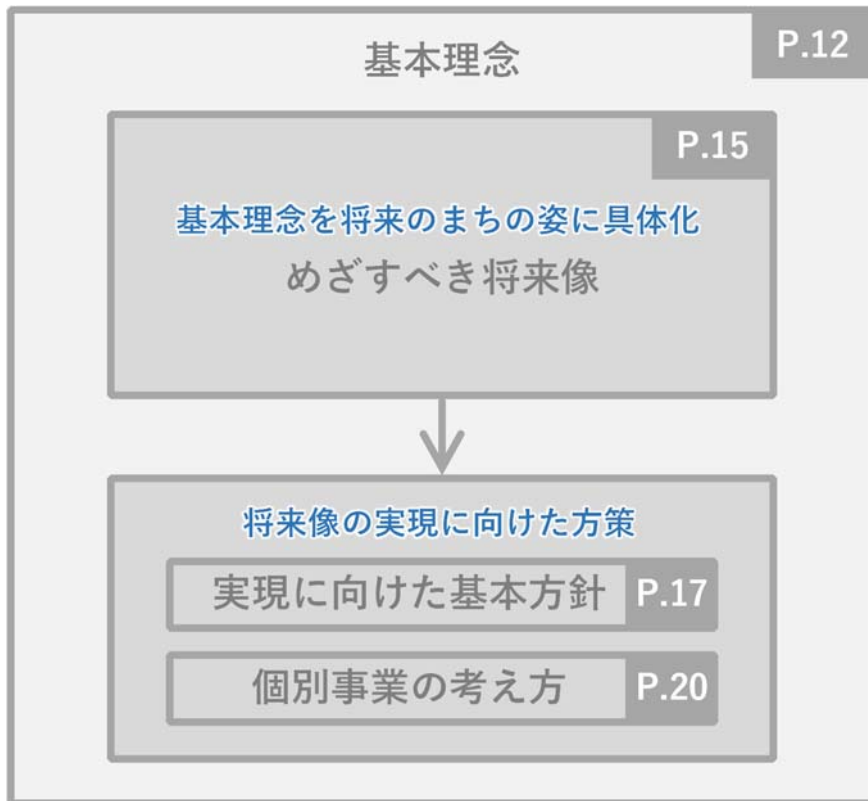 基本理念
P.12
P.15
基本理念を将来のまちの姿に具体化
めざすべき将来像
将来像の実現に向けた方策
実現に向けた基本方針 P.17
個別事業の考え方 P.20